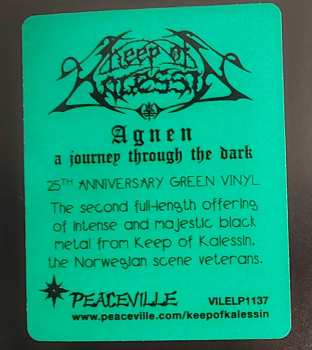 Keep of
Kalessin
Agnen
a journey through the dark
25TH ANNIVERSARY GREEN VINYL
The second full-length offering
of intense and majestic black
metal from Keep of Kalessin,
the Norwegian scene veterans.
PEACEVILLE
VILELP1137
www.peaceville.com/keepofkalessin